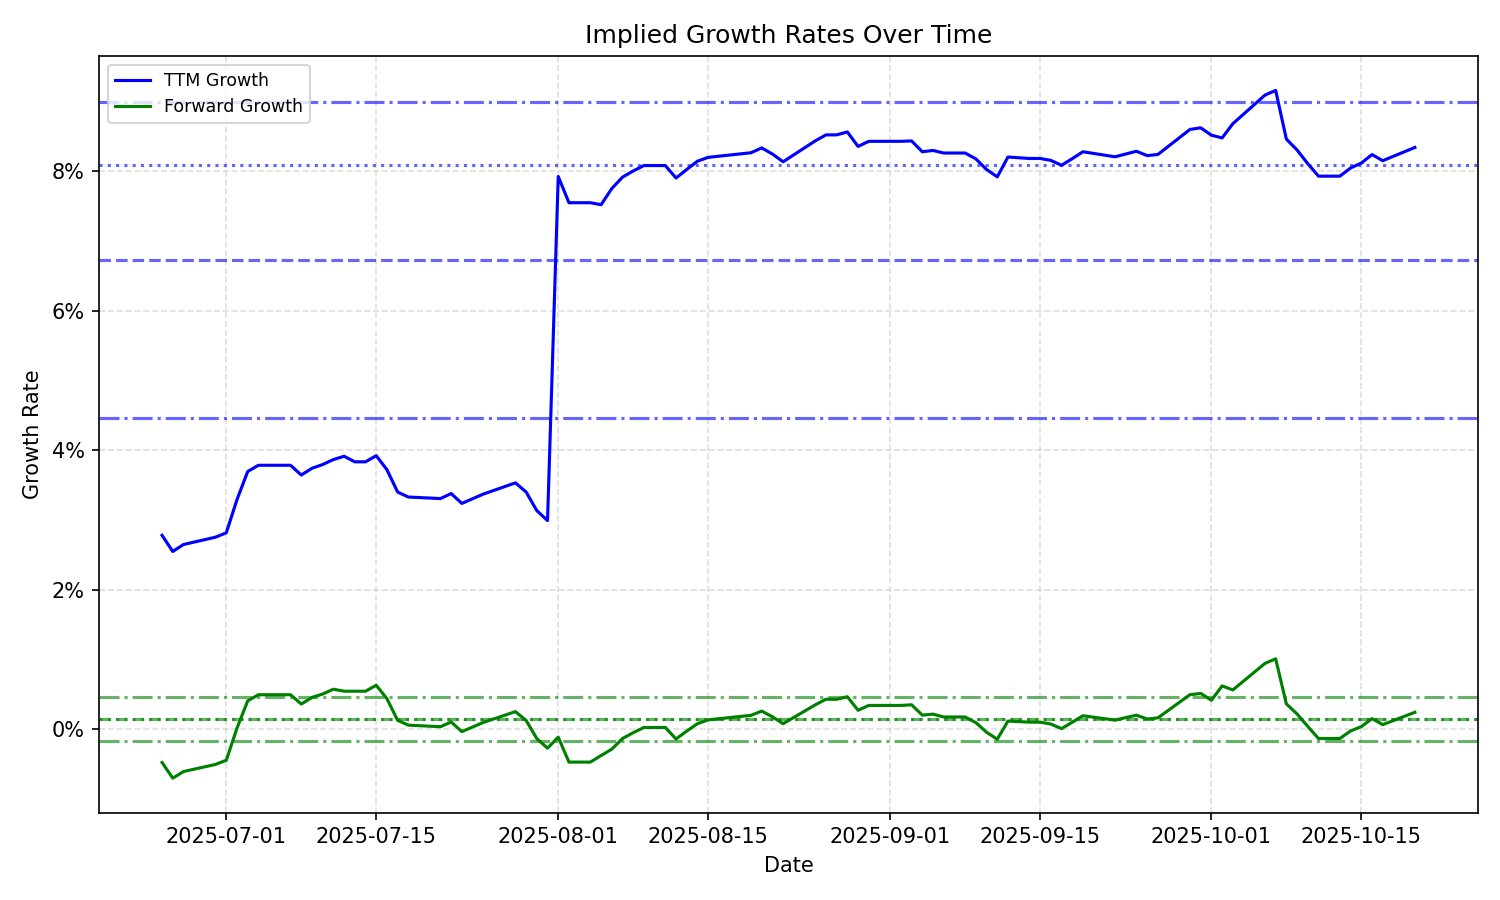 Implied Growth Rates Over Time
TTM Growth
Forward Growth
8%
6%
4%
2%
0%
Growth Rate
2025-07-01 2025-07-15 2025-08-01 2025-08-15 2025-09-01 2025-09-15 2025-10-01 2025-10-15
Date